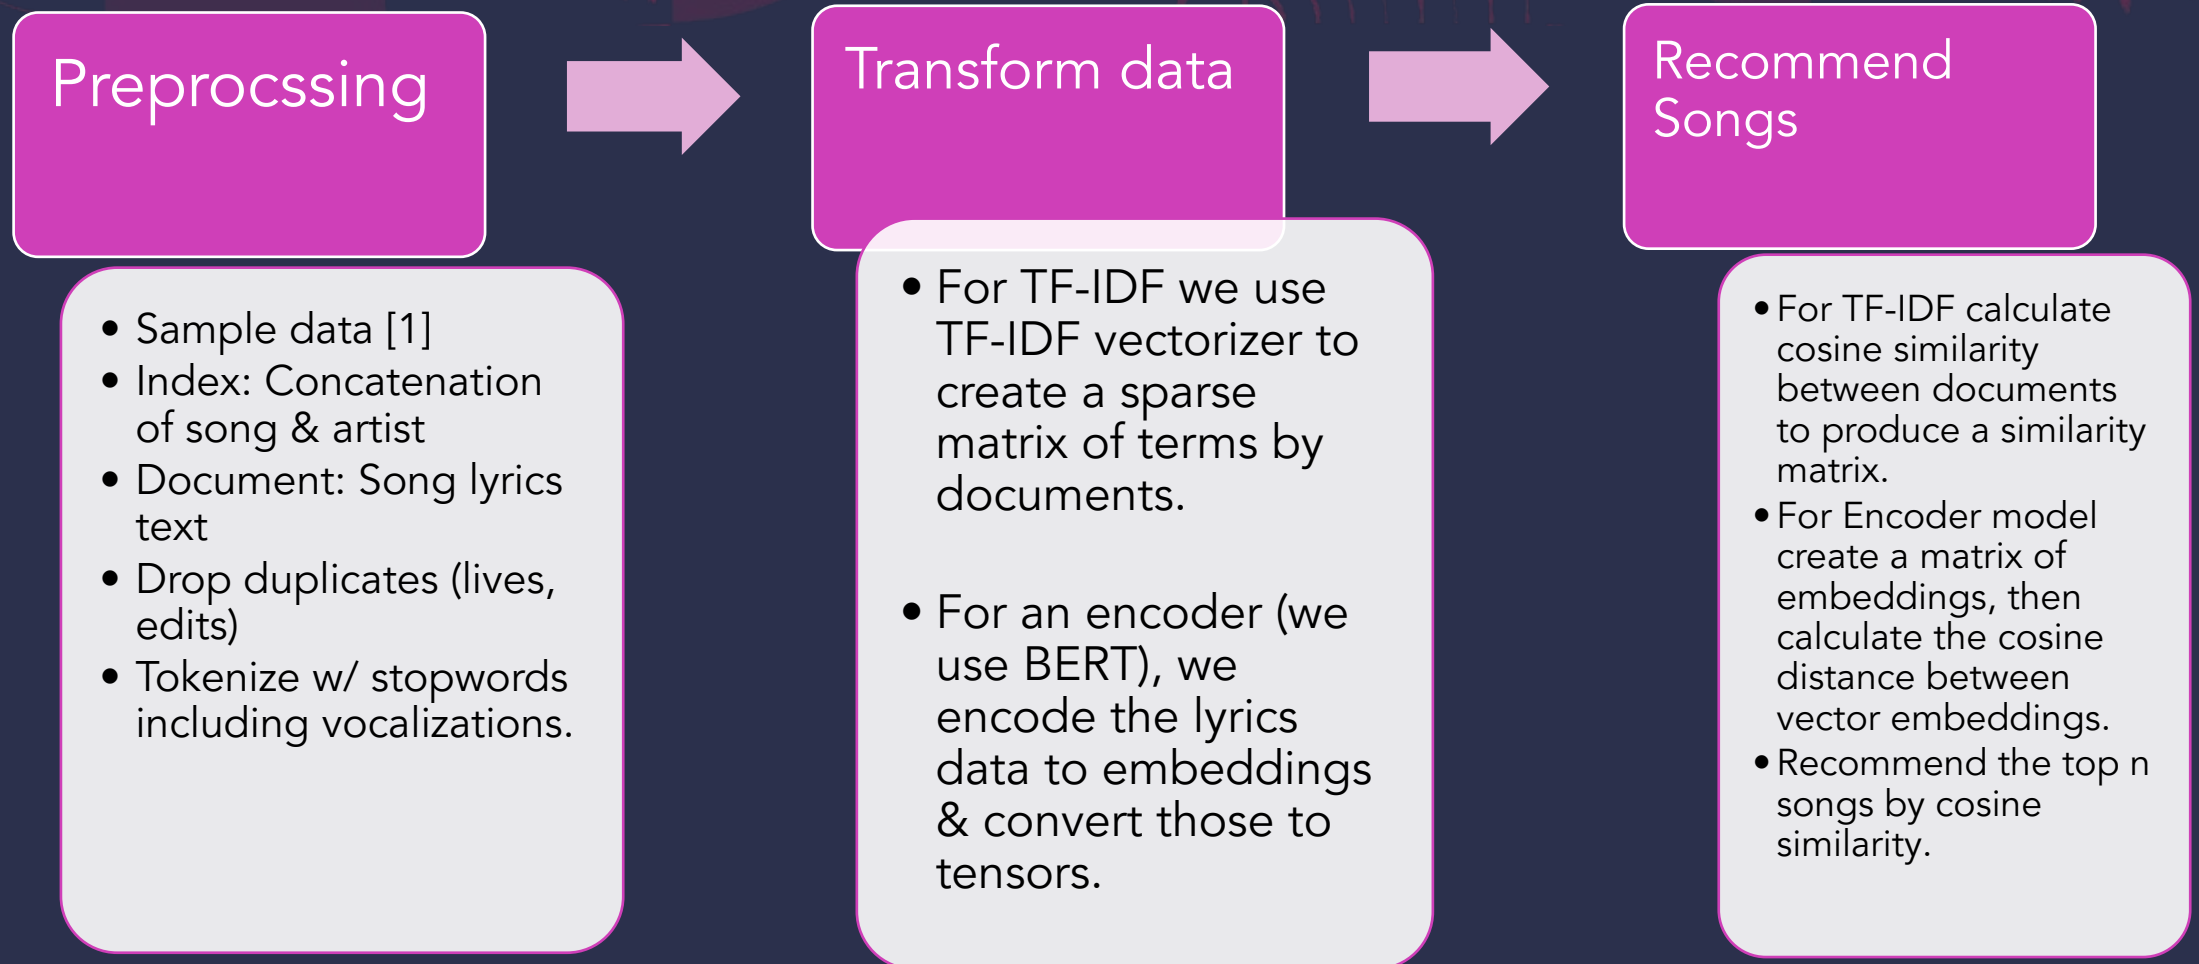 Preprocssing
• Sample data [1]
• Index: Concatenation
of song & artist
• Document: Song lyrics
text
• Drop duplicates (lives,
edits)
• Tokenize w/ stopwords
including vocalizations.
Transform data
• For TF-IDF we use
TF-IDF vectorizer to
create a sparse
matrix of terms by
documents.
• For an encoder (we
use BERT), we
encode the lyrics
data to embeddings
& convert those to
tensors.
Recommend
Songs
• For TF-IDF calculate
cosine similarity
between documents
to produce a similarity
matrix.
• For Encoder model
create a matrix of
embeddings, then
calculate the cosine
distance between
vector embeddings.
• Recommend the top n
songs by cosine
similarity.